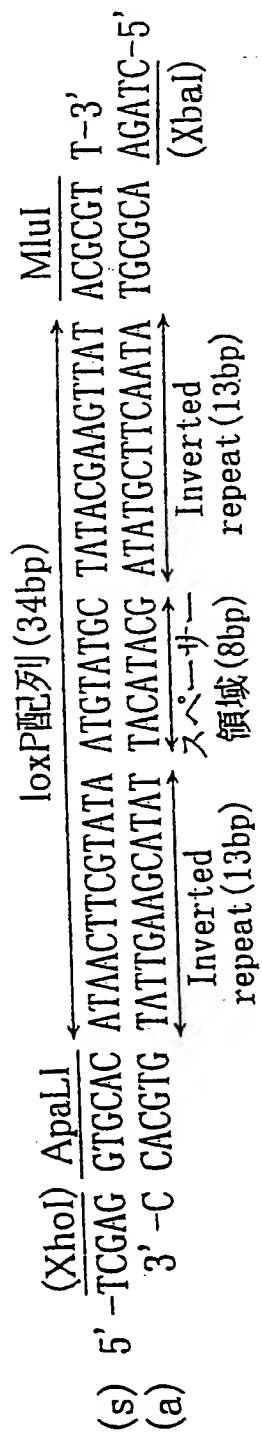 loxP配列(34bp)
(XhoI) ApaLI MluI
(s) 5' -TCGAG GTGCAC ATAACTTCGTATA ATGTATGC TATACGAAGTTAT ACGCGT T-3'
(a) 3' -C CACGTG TATTGAAGCATAT TACATACG ATATGCTTCAATA TGCGCA AGATC-5'
Inverted スペーサー Inverted (XbaI)
repeat(13bp) 領域(8bp) repeat(13bp)